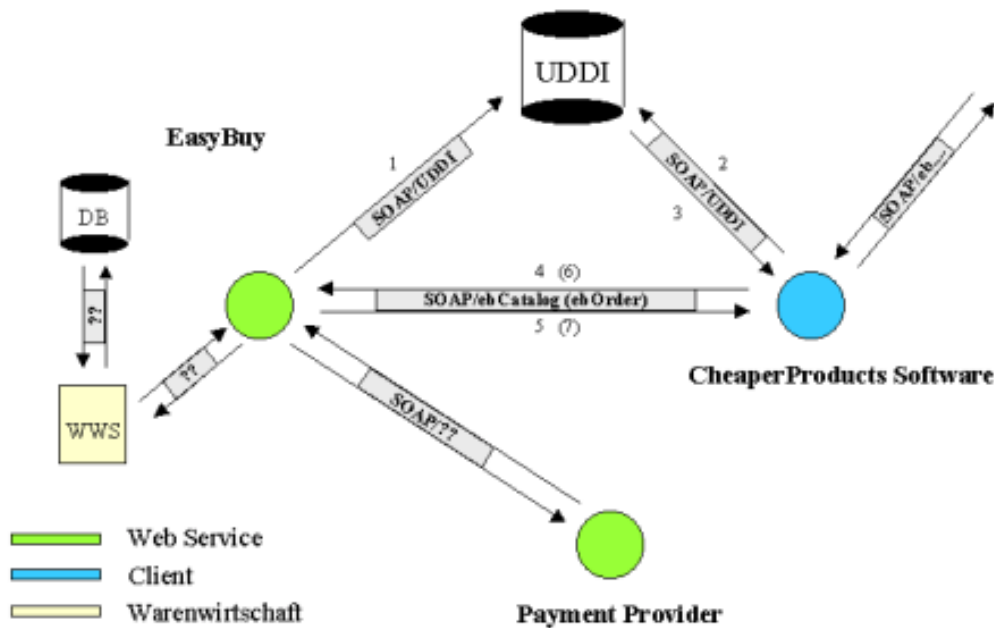 UDDI
EasyBuy
1
SOAP/UDDI
2
SOAP/UDDI
3
SOAP/eb...
DB
??
4 (6)
SOAP/ebCatalog (ebOrder)
5 (7)
??
CheaperProducts Software
WWS
SOAP/??
Web Service
Client
Warenwirtschaft
Payment Provider